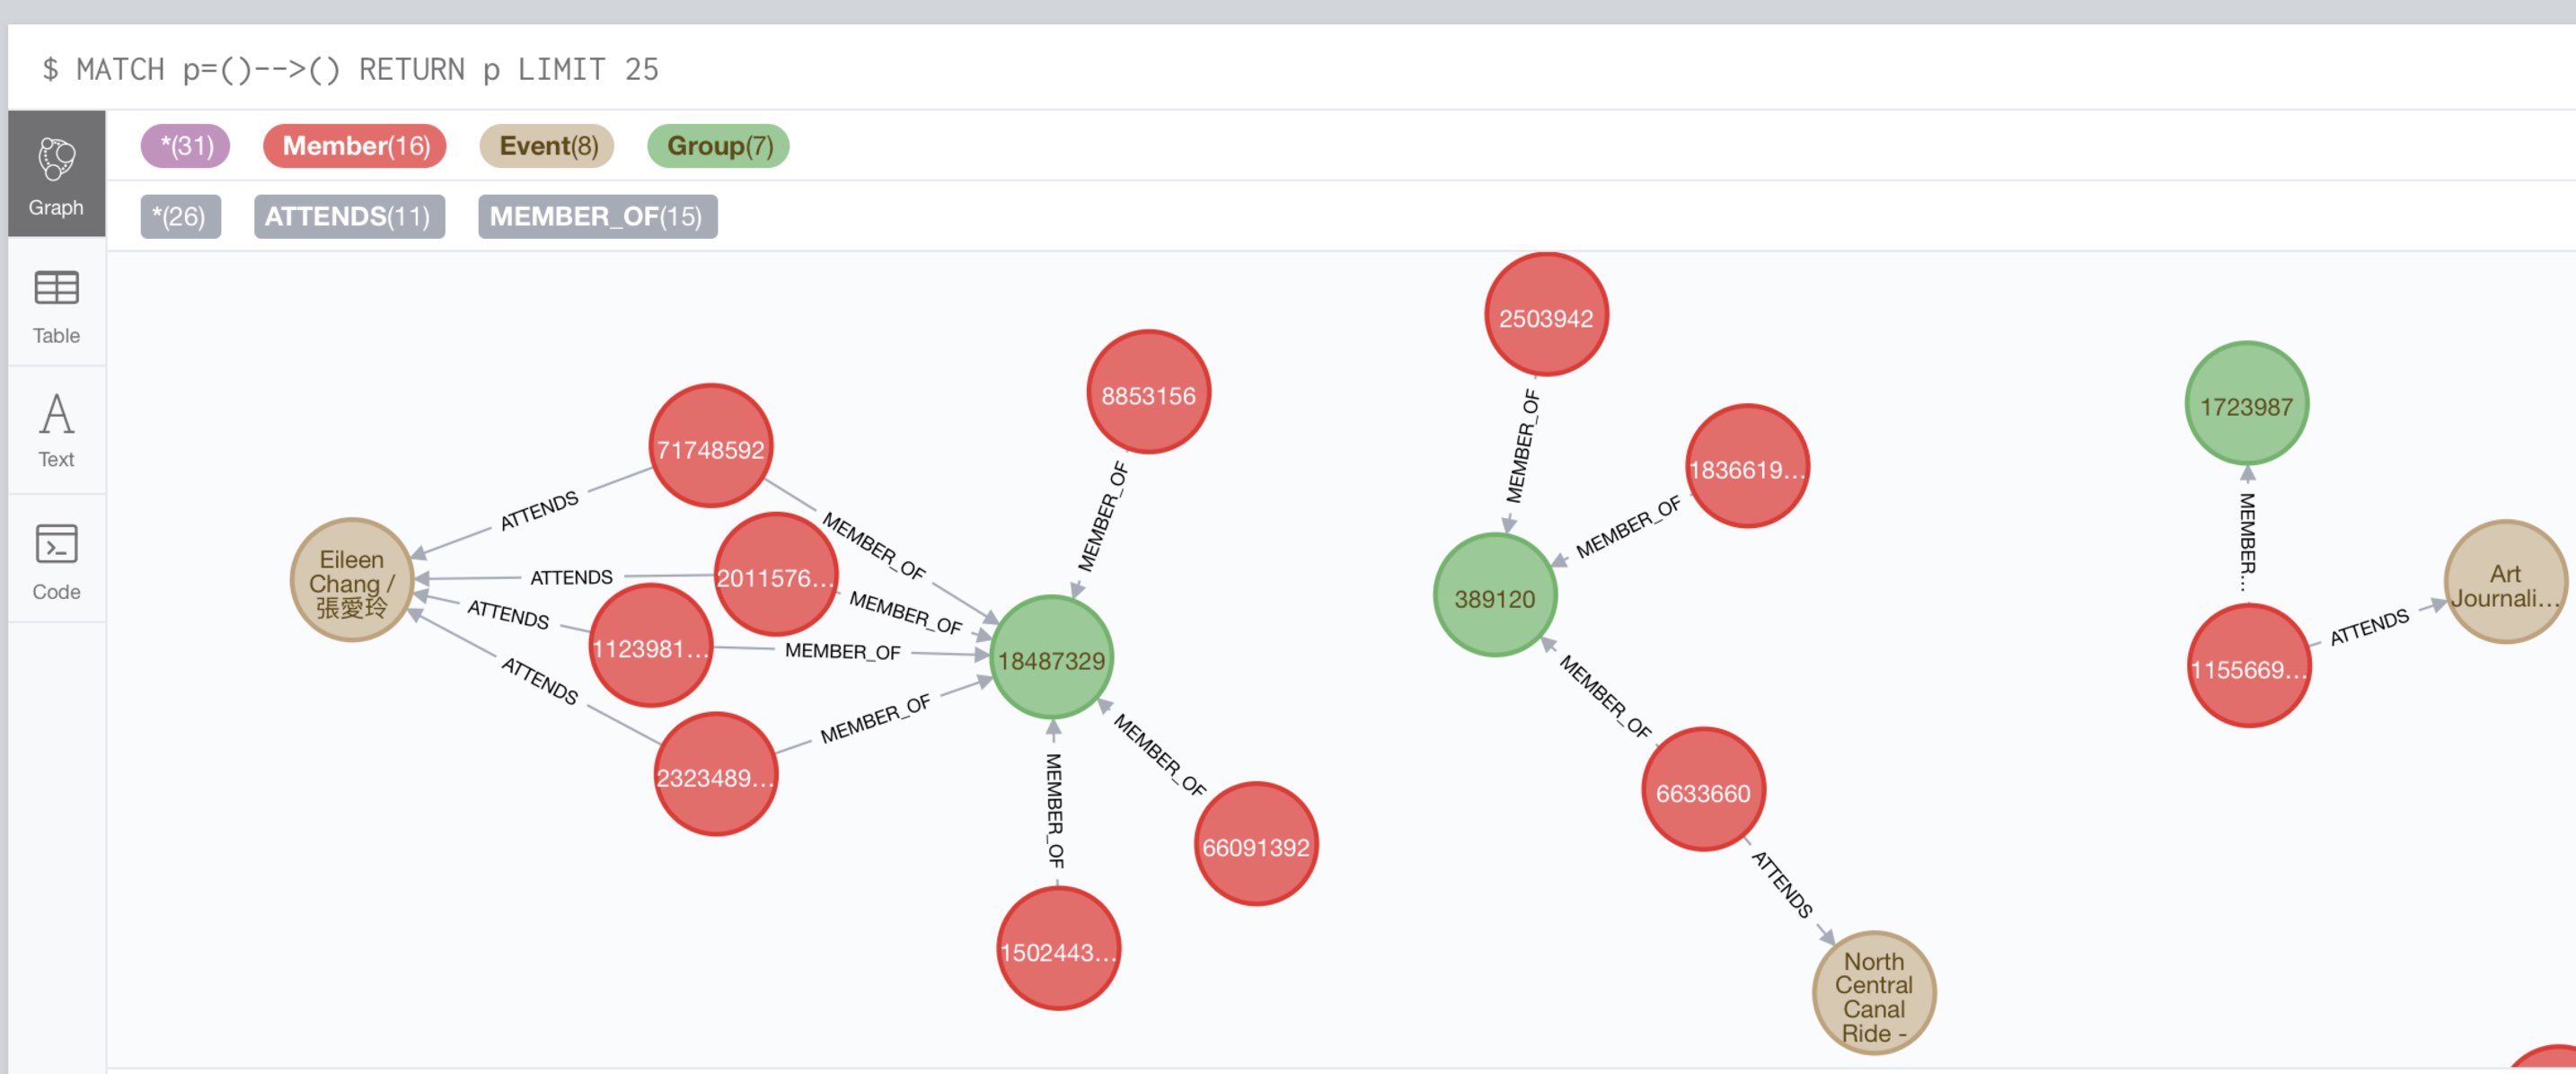 $ MATCH p=()-->() RETURN p LIMIT 25
*(31) Member(16) Event(8) Group(7)
*(26) ATTENDS(11) MEMBER_OF(15)
Graph
Table
Text
Code
Eileen
Chang /
張愛玲
ATTENDS
ATTENDS
ATTENDS
ATTENDS
71748592
2011576...
1123981...
2323489...
MEMBER_OF
MEMBER_OF
MEMBER_OF
MEMBER_OF
8853156
MEMBER_OF
18487329
MEMBER_OF
MEMBER_OF
66091392
1502443...
2503942
MEMBER_OF
1836619...
MEMBER_OF
389120
MEMBER_OF
6633660
ATTENDS
North
Central
Canal
Ride -
1723987
MEMBER...
1155669...
ATTENDS
Art
Journali...